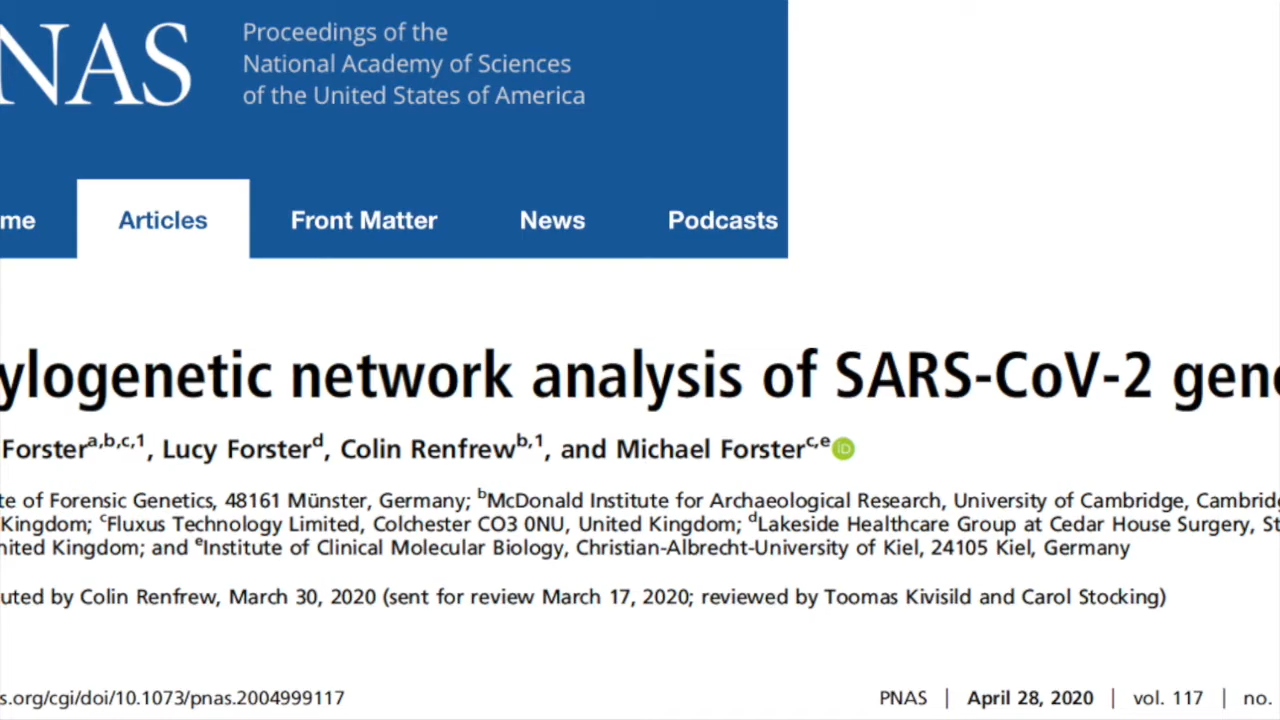 NAS
Proceedings of the
National Academy of Sciences
of the United States of America
me Articles Front Matter News Podcasts
ylogenetic network analysis of SARS-CoV-2 geno
Forster^a,b,c,1, Lucy Forster^d, Colin Renfrew^b,1, and Michael Forster^c,e iD
te of Forensic Genetics, 48161 Münster, Germany; ^bMcDonald Institute for Archaeological Research, University of Cambridge, Cambridg
Kingdom; ^cFluxus Technology Limited, Colchester CO3 0NU, United Kingdom; ^dLakeside Healthcare Group at Cedar House Surgery, St
nited Kingdom; and ^eInstitute of Clinical Molecular Biology, Christian-Albrecht-University of Kiel, 24105 Kiel, Germany
uted by Colin Renfrew, March 30, 2020 (sent for review March 17, 2020; reviewed by Toomas Kivisild and Carol Stocking)
s.org/cgi/doi/10.1073/pnas.2004999117 PNAS | April 28, 2020 | vol. 117 | no.